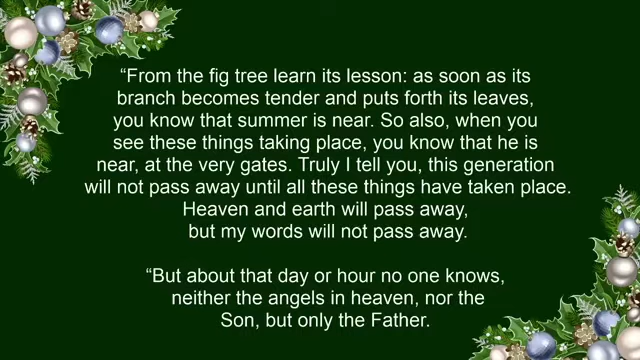 “From the fig tree learn its lesson: as soon as its
branch becomes tender and puts forth its leaves,
you know that summer is near. So also, when you
see these things taking place, you know that he is
near, at the very gates. Truly I tell you, this generation
will not pass away until all these things have taken place.
Heaven and earth will pass away,
but my words will not pass away.
“But about that day or hour no one knows,
neither the angels in heaven, nor the
Son, but only the Father.